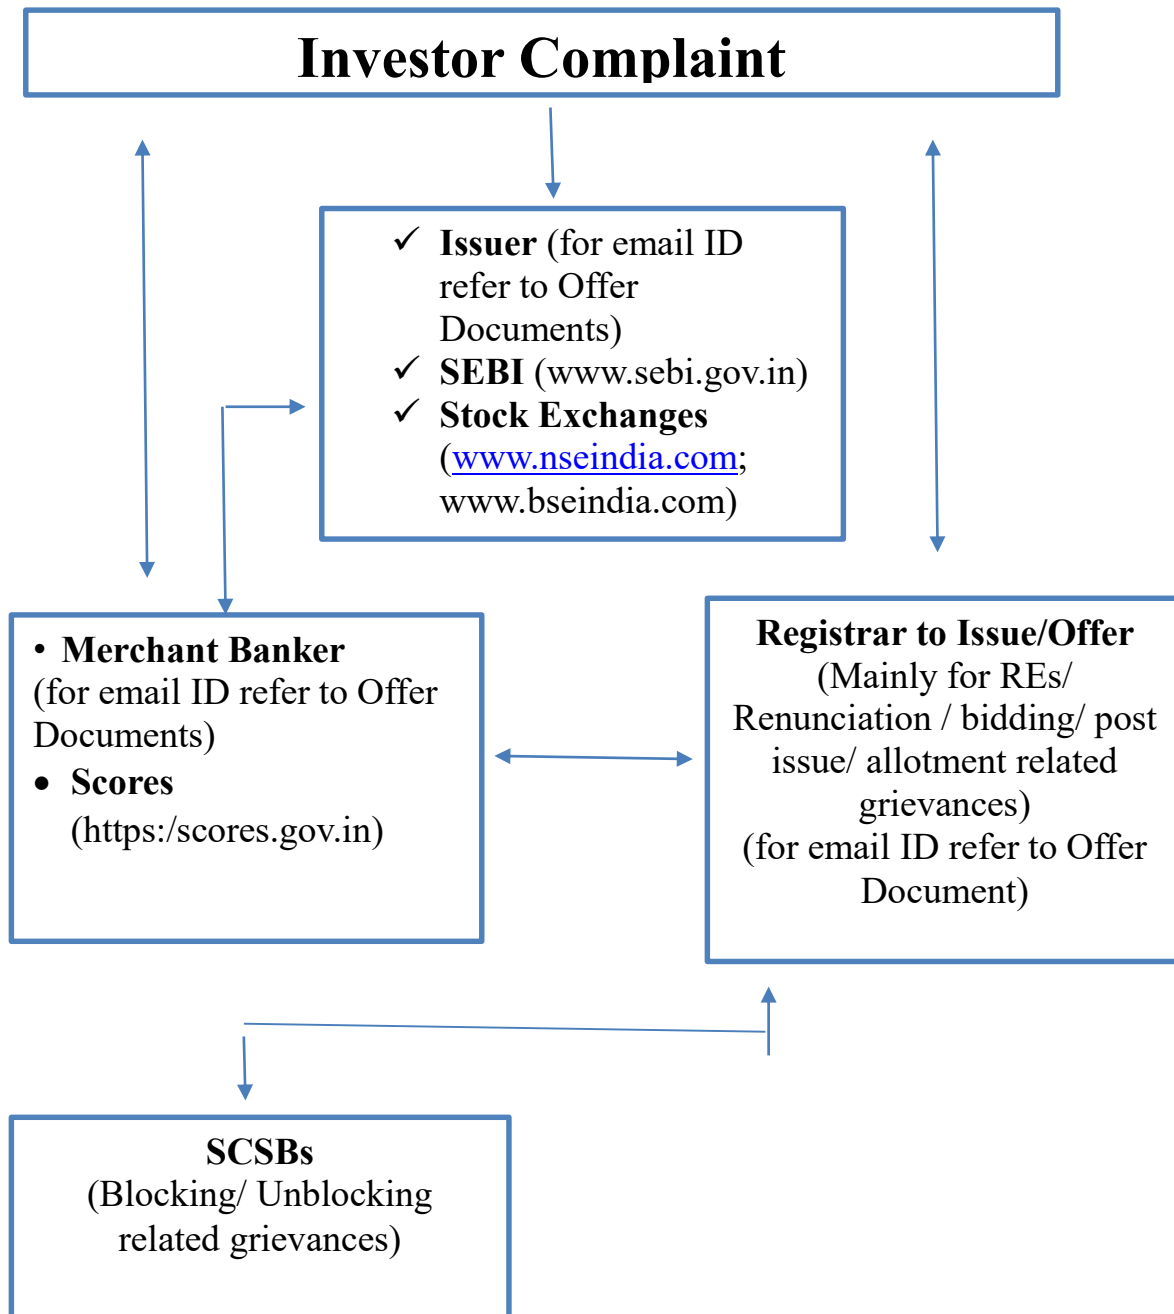 Investor Complaint
✓ Issuer (for email ID
refer to Offer
Documents)
✓ SEBI (www.sebi.gov.in)
✓ Stock Exchanges
(www.nseindia.com;
www.bseindia.com)
• Merchant Banker
(for email ID refer to Offer
Documents)
• Scores
(https:/scores.gov.in)
Registrar to Issue/Offer
(Mainly for REs/
Renunciation / bidding/ post
issue/ allotment related
grievances)
(for email ID refer to Offer
Document)
SCSBs
(Blocking/ Unblocking
related grievances)